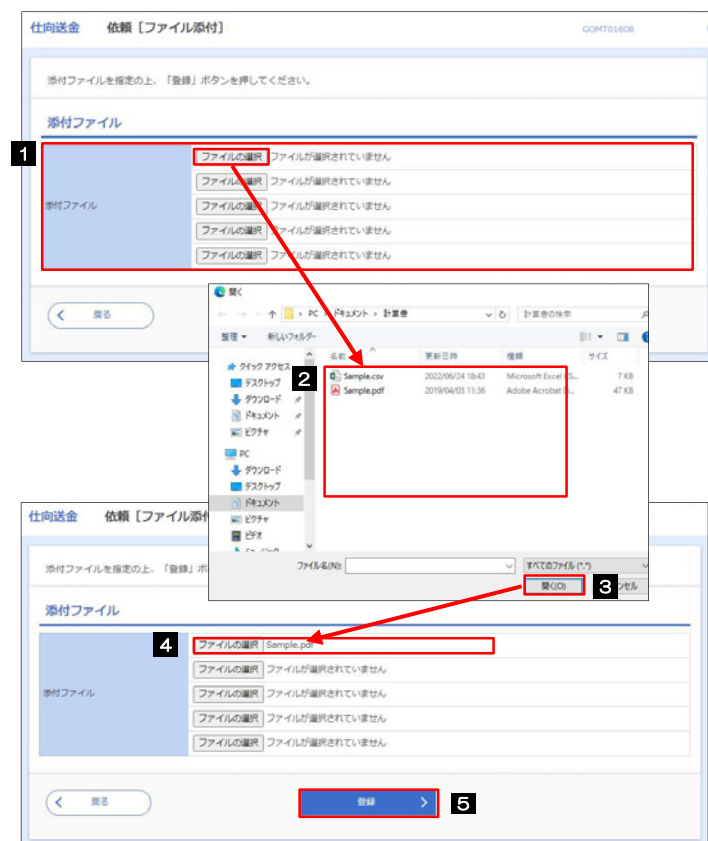 仕向送金 依頼［ファイル添付］ GOMT01608
添付ファイルを指定の上、「登録」ボタンを押してください。
添付ファイル
1
ファイルの選択 ファイルが選択されていません
ファイルの選択 ファイルが選択されていません
添付ファイル ファイルの選択 ファイルが選択されていません
ファイルの選択 ファイルが選択されていません
ファイルの選択 ファイルが選択されていません
戻る
開く
PC › ドキュメント › 計算書 計算書の検索
整理 新しいフォルダー
名前 更新日時 種類 サイズ
2
クイック アクセス
デスクトップ
ダウンロード
ドキュメント
ピクチャ
PC
ダウンロード
デスクトップ
ドキュメント
ピクチャ
ビデオ
Sample.csv 2022/06/24 18:43 Microsoft Excel CS... 7 KB
Sample.pdf 2019/04/03 11:36 Adobe Acrobat D... 47 KB
ファイル名(N): すべてのファイル (*.*)
開く(O) 3 ンセル
仕向送金 依頼［ファイル添付
添付ファイルを指定の上、「登録」ボ
添付ファイル
4 ファイルの選択 Sample.pdf
ファイルの選択 ファイルが選択されていません
添付ファイル ファイルの選択 ファイルが選択されていません
ファイルの選択 ファイルが選択されていません
ファイルの選択 ファイルが選択されていません
戻る 登録 5